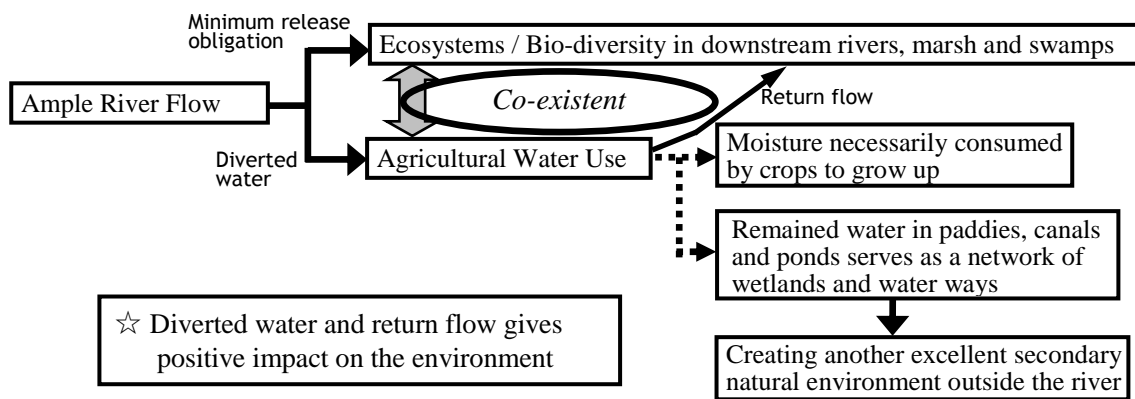 Minimum release
obligation
Ecosystems / Bio-diversity in downstream rivers, marsh and swamps
Ample River Flow
Co-existent
Return flow
Diverted
water
Agricultural Water Use
Moisture necessarily consumed
by crops to grow up
Remained water in paddies, canals
and ponds serves as a network of
wetlands and water ways
☆ Diverted water and return flow gives
positive impact on the environment
Creating another excellent secondary
natural environment outside the river